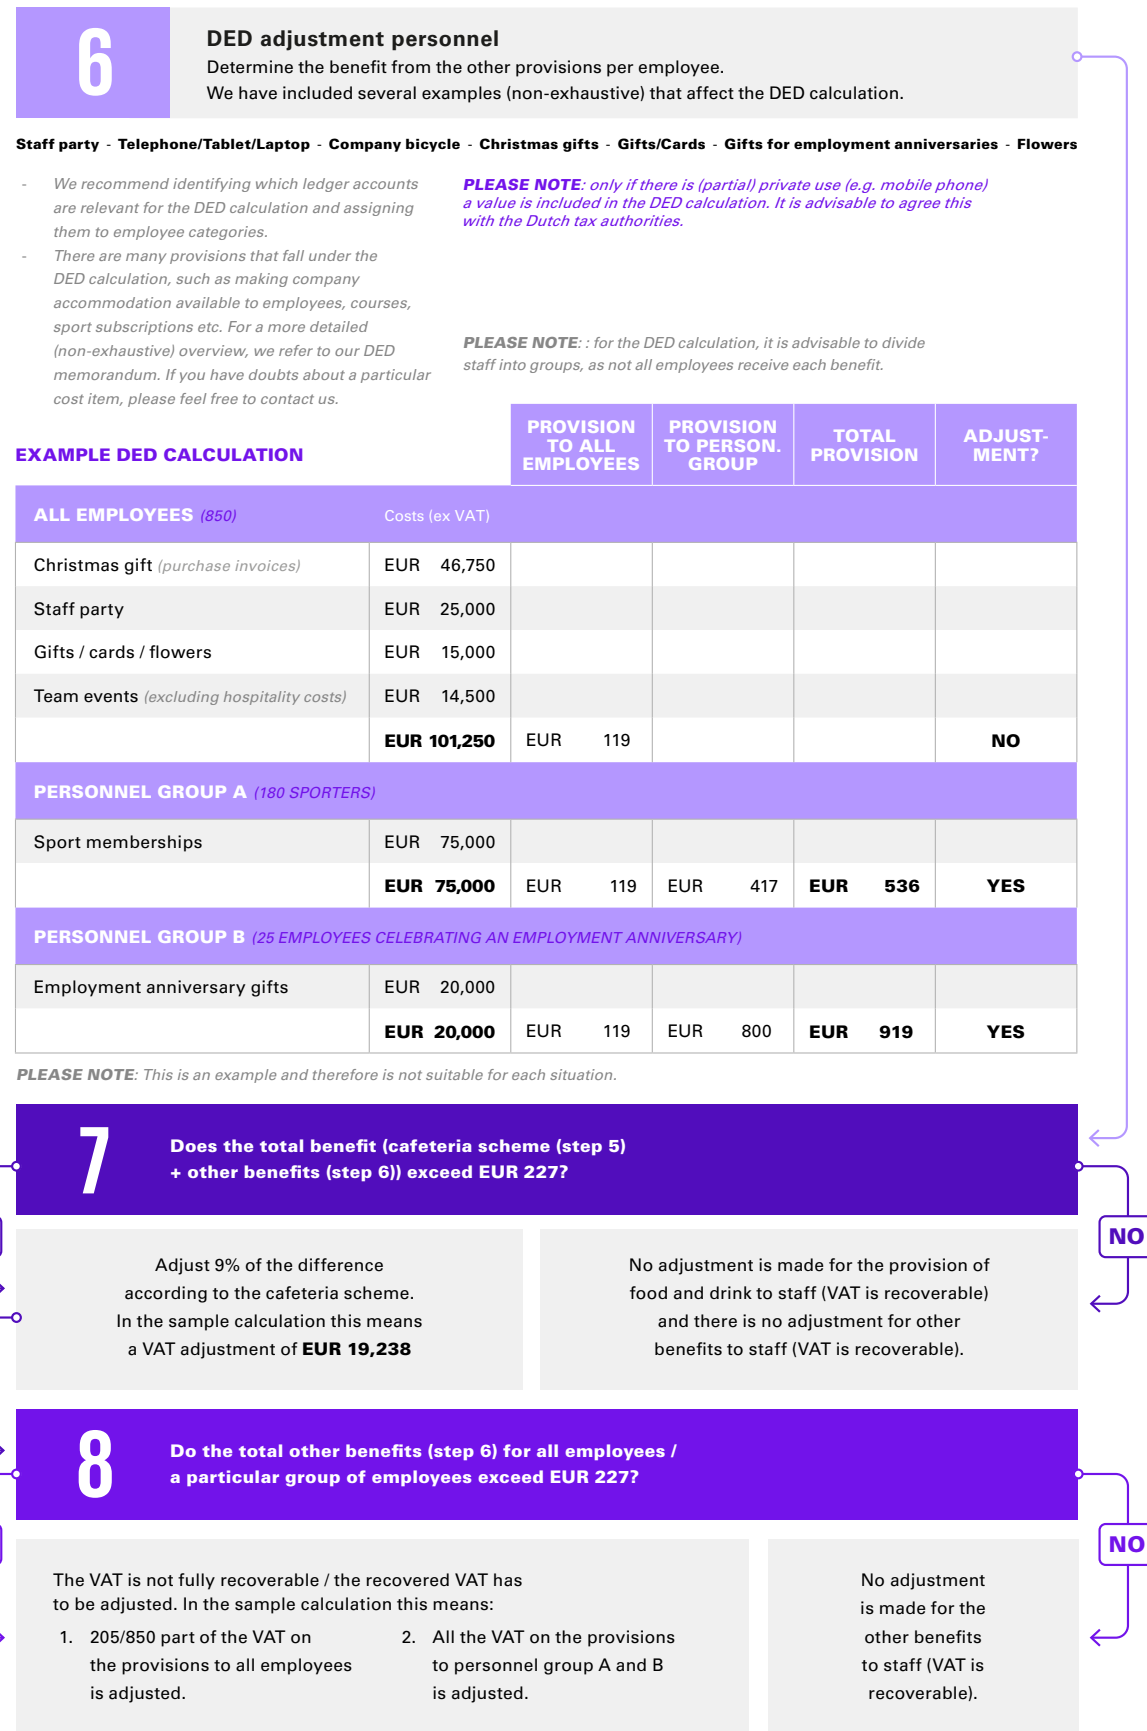 6
DED adjustment personnel
Determine the benefit from the other provisions per employee.
We have included several examples (non-exhaustive) that affect the DED calculation.
Staff party - Telephone/Tablet/Laptop - Company bicycle - Christmas gifts - Gifts/Cards - Gifts for employment anniversaries - Flowers
- We recommend identifying which ledger accounts
are relevant for the DED calculation and assigning
them to employee categories.
- There are many provisions that fall under the
DED calculation, such as making company
accommodation available to employees, courses,
sport subscriptions etc. For a more detailed
(non-exhaustive) overview, we refer to our DED
memorandum. If you have doubts about a particular
cost item, please feel free to contact us.
PLEASE NOTE: only if there is (partial) private use (e.g. mobile phone)
a value is included in the DED calculation. It is advisable to agree this
with the Dutch tax authorities.
PLEASE NOTE: : for the DED calculation, it is advisable to divide
staff into groups, as not all employees receive each benefit.
EXAMPLE DED CALCULATION
PROVISION
TO ALL
EMPLOYEES
PROVISION
TO PERSON.
GROUP
TOTAL
PROVISION
ADJUST-
MENT?
ALL EMPLOYEES (850) Costs (ex VAT)
Christmas gift (purchase invoices) EUR 46,750
Staff party EUR 25,000
Gifts / cards / flowers EUR 15,000
Team events (excluding hospitality costs) EUR 14,500
EUR 101,250 EUR 119 NO
PERSONNEL GROUP A (180 SPORTERS)
Sport memberships EUR 75,000
EUR 75,000 EUR 119 EUR 417 EUR 536 YES
PERSONNEL GROUP B (25 EMPLOYEES CELEBRATING AN EMPLOYMENT ANNIVERSARY)
Employment anniversary gifts EUR 20,000
EUR 20,000 EUR 119 EUR 800 EUR 919 YES
PLEASE NOTE: This is an example and therefore is not suitable for each situation.
7
Does the total benefit (cafeteria scheme (step 5)
+ other benefits (step 6)) exceed EUR 227?
NO
Adjust 9% of the difference
according to the cafeteria scheme.
In the sample calculation this means
a VAT adjustment of EUR 19,238
No adjustment is made for the provision of
food and drink to staff (VAT is recoverable)
and there is no adjustment for other
benefits to staff (VAT is recoverable).
8
Do the total other benefits (step 6) for all employees /
a particular group of employees exceed EUR 227?
NO
The VAT is not fully recoverable / the recovered VAT has
to be adjusted. In the sample calculation this means:
1. 205/850 part of the VAT on
the provisions to all employees
is adjusted.
2. All the VAT on the provisions
to personnel group A and B
is adjusted.
No adjustment
is made for the
other benefits
to staff (VAT is
recoverable).